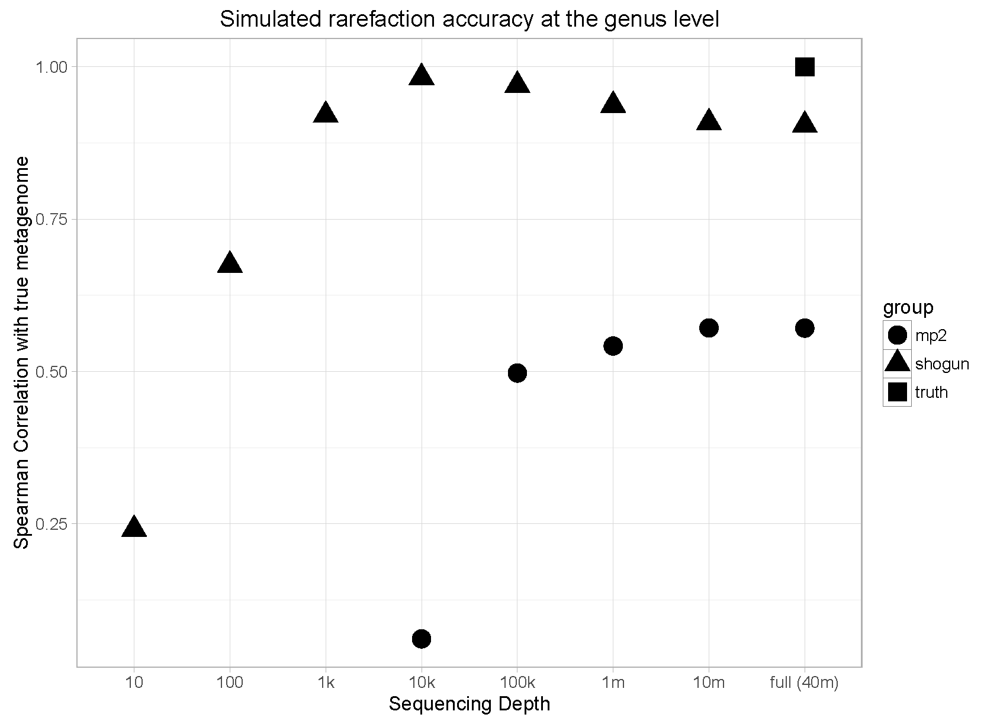 Simulated rarefaction accuracy at the genus level
Spearman Correlation with true metagenome
1.00
0.75
0.50
0.25
10 100 1k 10k 100k 1m 10m full (40m)
Sequencing Depth
group
mp2
shogun
truth